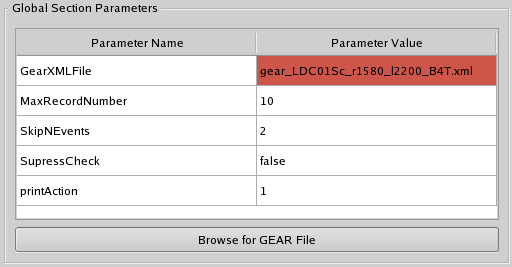 Global Section Parameters
Parameter Name Parameter Value
GearXMLFile gear_LDC01Sc_r1580_l2200_B4T.xml
MaxRecordNumber 10
SkipNEvents 2
SupressCheck false
printAction 1
Browse for GEAR File